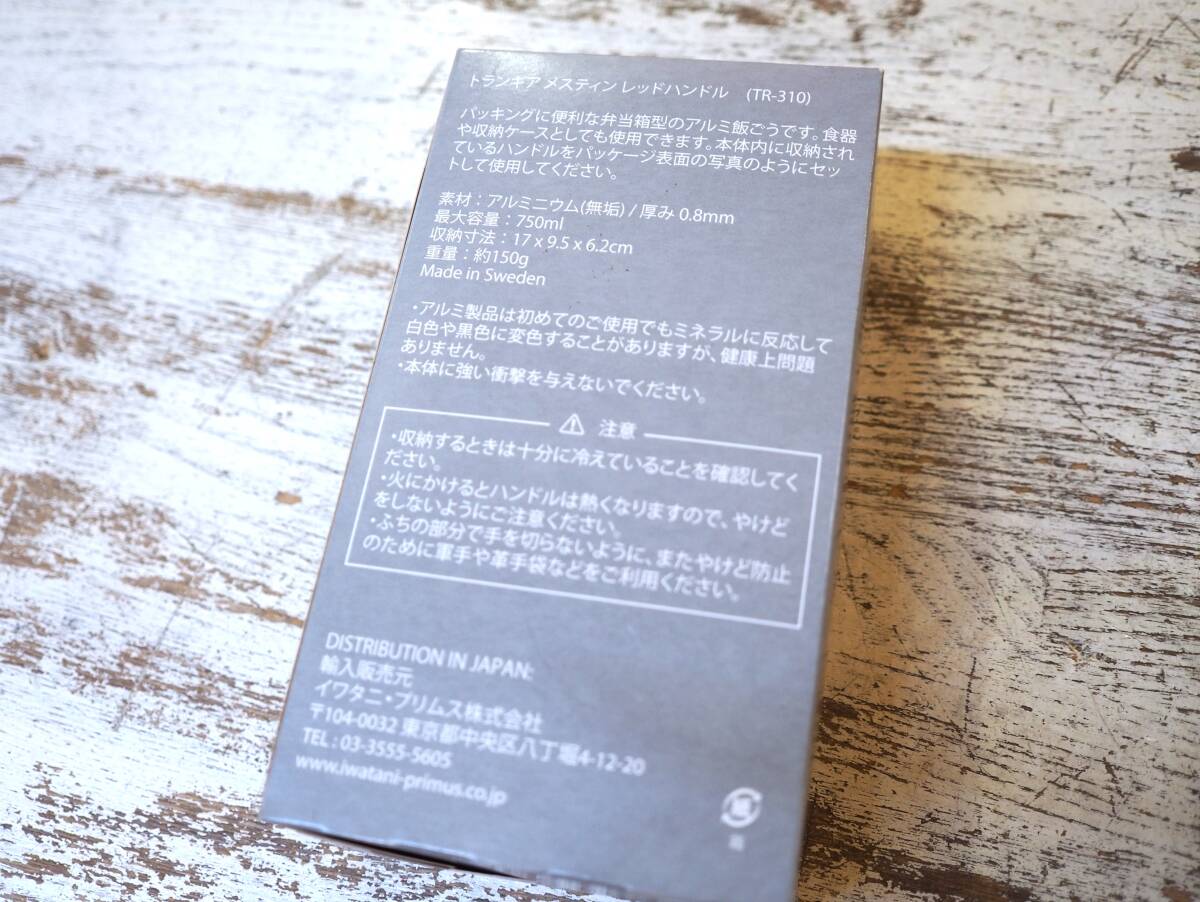 トランギア メスティン レッドハンドル (TR-310)
パッキングに便利な弁当箱型のアルミ飯ごうです。食器
や収納ケースとしても使用できます。本体内に収納され
ているハンドルをパッケージ表面の写真のようにセッ
トして使用してください。
素材：アルミニウム(無垢) / 厚み 0.8mm
最大容量：750ml
収納寸法：17 x 9.5 x 6.2cm
重量：約150g
Made in Sweden
・アルミ製品は初めてのご使用でもミネラルに反応して
白色や黒色に変色することがありますが、健康上問題
ありません。
・本体に強い衝撃を与えないでください。
注意
・収納するときは十分に冷えていることを確認してく
ださい。
・火にかけるとハンドルは熱くなりますので、やけど
をしないようにご注意ください。
・ふちの部分で手を切らないように、またやけど防止
のために軍手や革手袋などをご利用ください。
DISTRIBUTION IN JAPAN:
輸入販売元
イワタニ・プリムス株式会社
〒104-0032 東京都中央区八丁堀4-12-20
TEL : 03-3555-5605
www.iwatani-primus.co.jp
紙